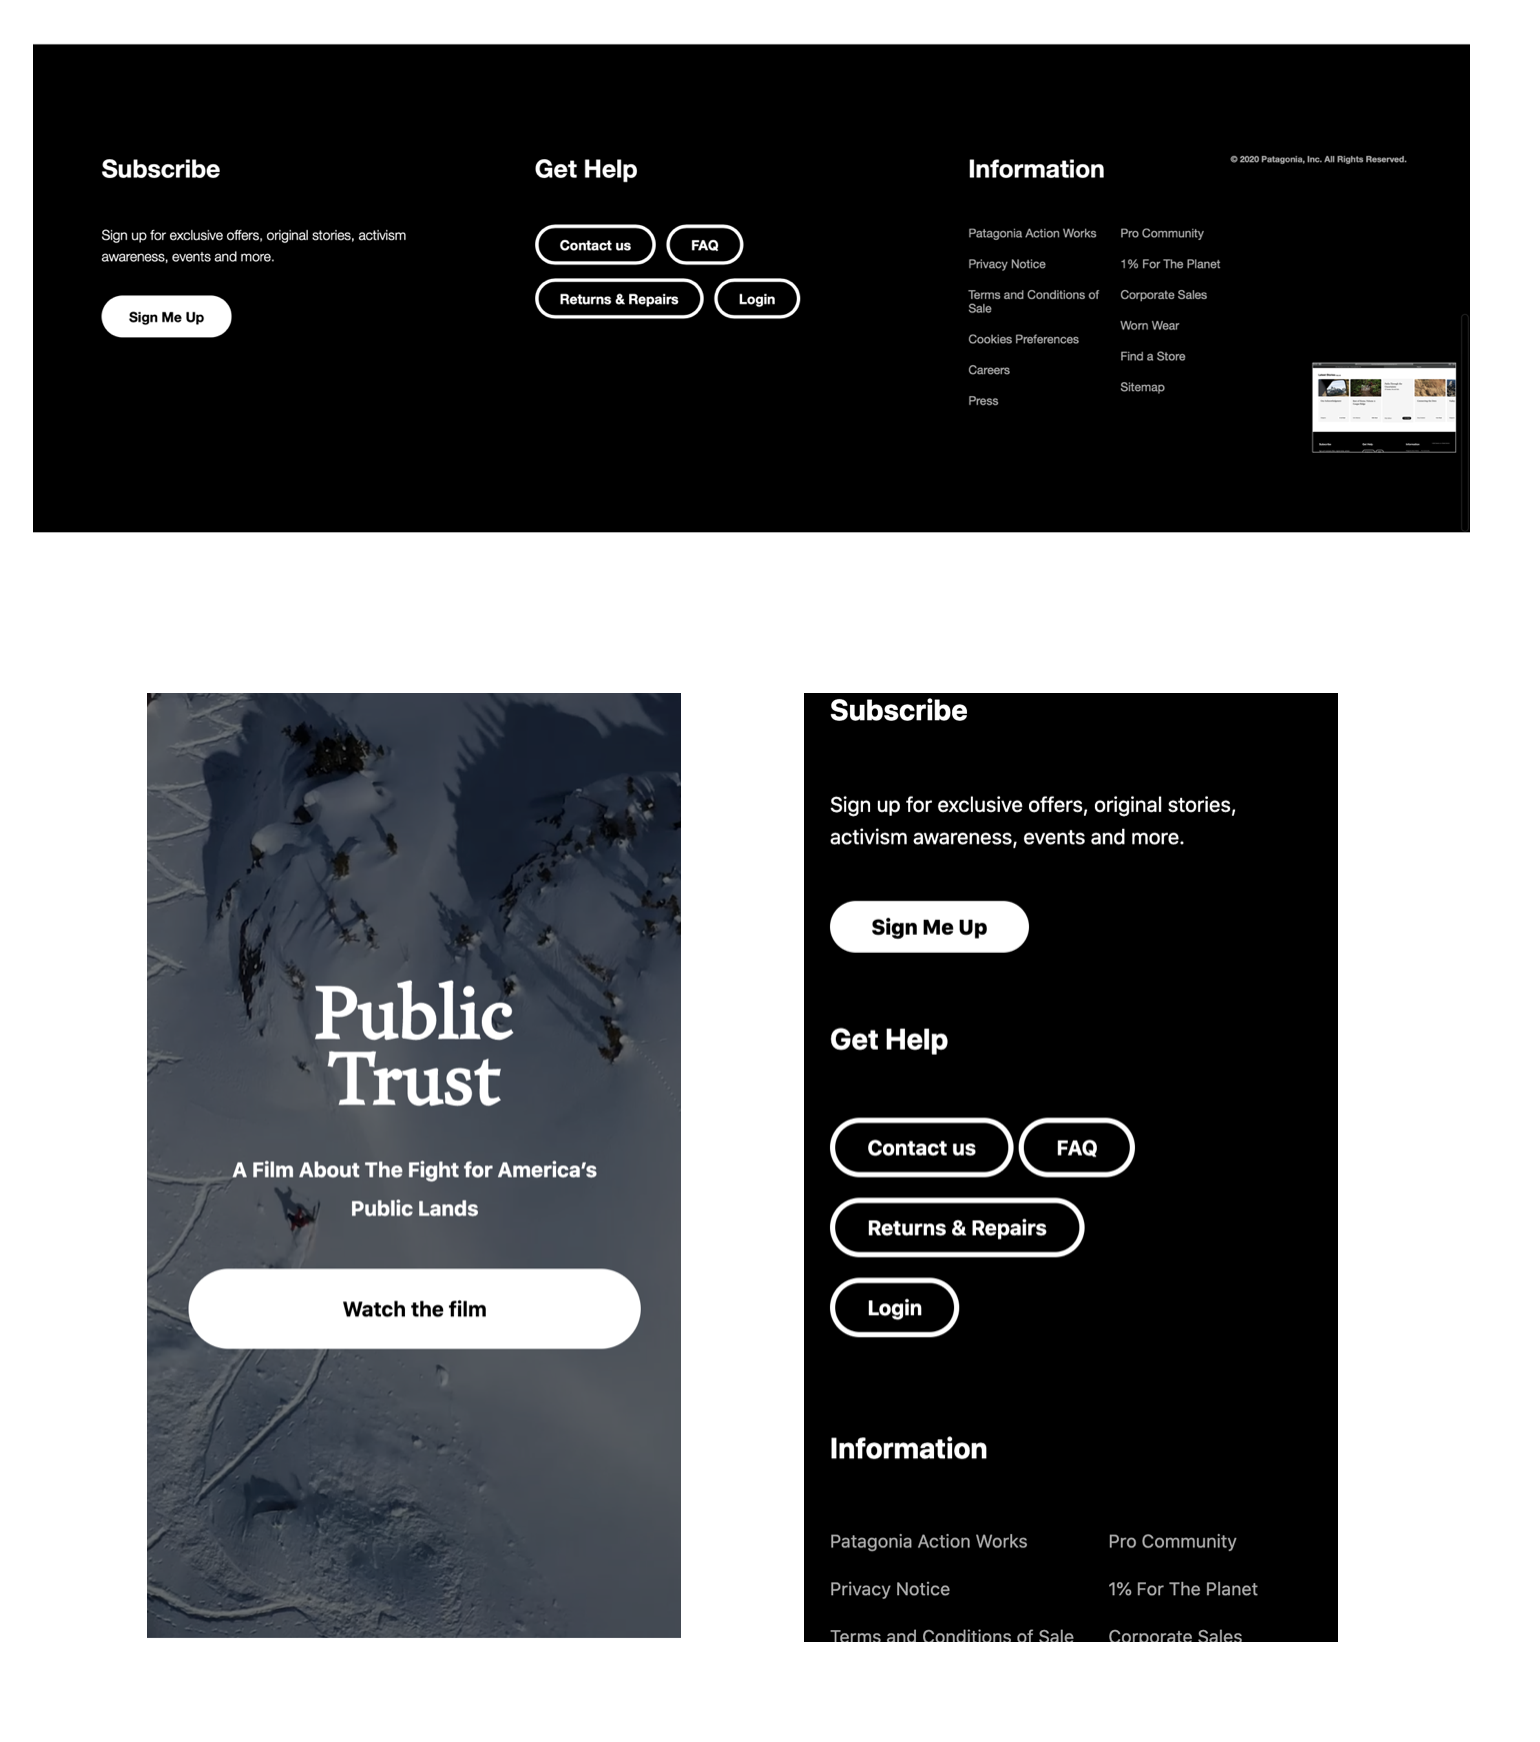 Subscribe
Sign up for exclusive offers, original stories, activism
awareness, events and more.
Sign Me Up
Get Help
Contact us
FAQ
Returns & Repairs
Login
Information
Patagonia Action Works
Privacy Notice
Terms and Conditions of
Sale
Cookies Preferences
Careers
Press
Pro Community
1% For The Planet
Corporate Sales
Worn Wear
Find a Store
Sitemap
© 2020 Patagonia, Inc. All Rights Reserved.
Public
Trust
A Film About The Fight for America’s
Public Lands
Watch the film
Subscribe
Sign up for exclusive offers, original stories,
activism awareness, events and more.
Sign Me Up
Get Help
Contact us
FAQ
Returns & Repairs
Login
Information
Patagonia Action Works
Pro Community
Privacy Notice
1% For The Planet
Terms and Conditions of Sale
Corporate Sales